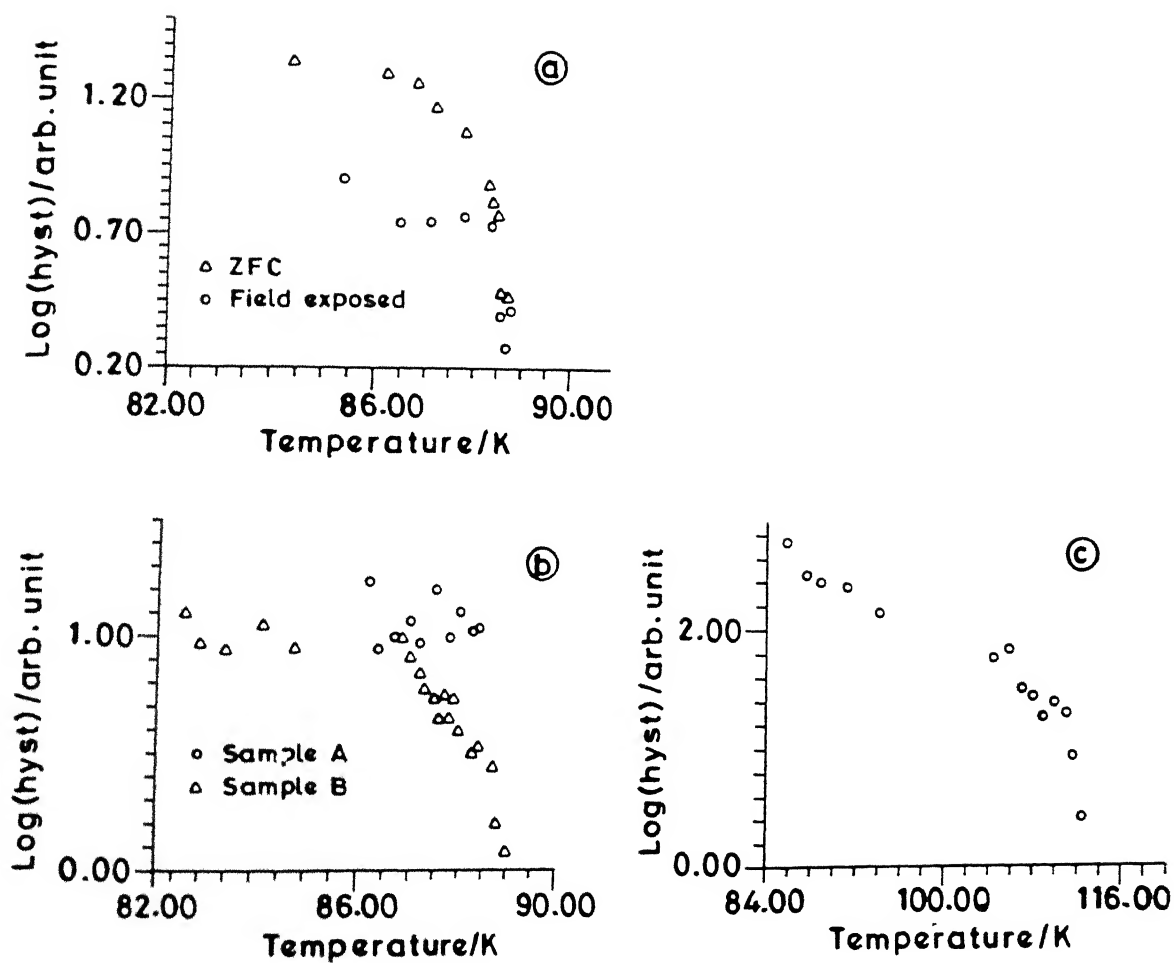 ⓐ
Log(hyst)/arb.unit
1.20
0.70
0.20
△ ZFC
○ Field exposed
82.00 86.00 90.00
Temperature/K
ⓑ
Log(hyst)/arb.unit
1.00
0.00
○ Sample A
△ Sample B
82.00 86.00 90.00
Temperature/K
ⓒ
Log(hyst)/arb.unit
2.00
0.00
84.00 100.00 116.00
Temperature/K